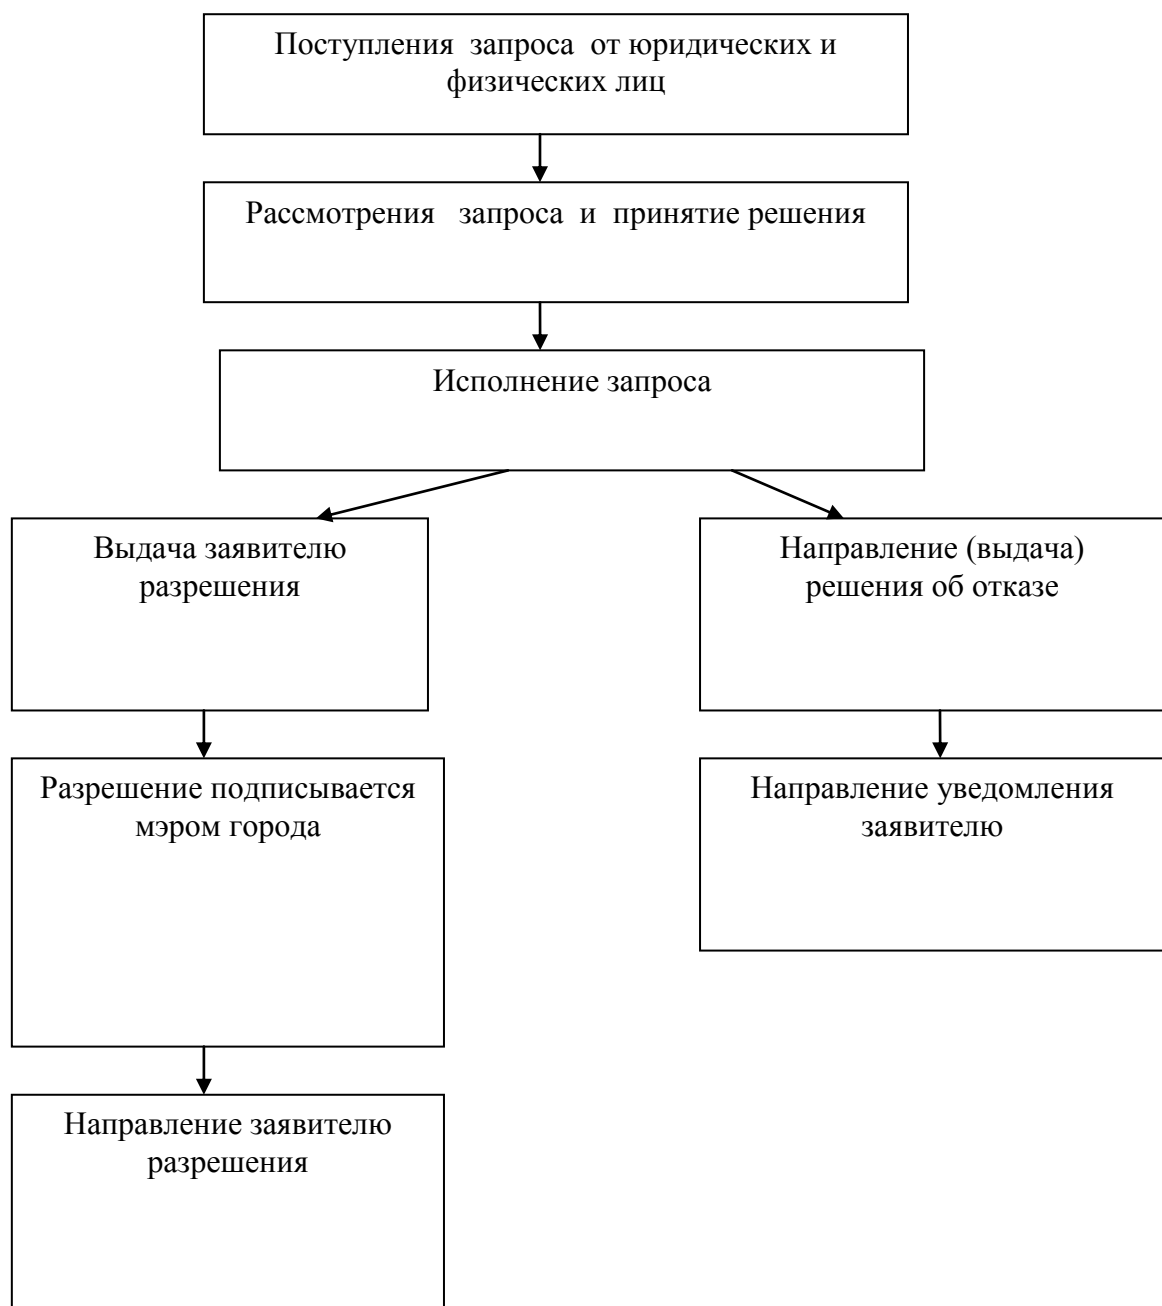 Поступления запроса от юридических и
физических лиц
Рассмотрения запроса и принятие решения
Исполнение запроса
Выдача заявителю
разрешения
Направление (выдача)
решения об отказе
Разрешение подписывается
мэром города
Направление уведомления
заявителю
Направление заявителю
разрешения